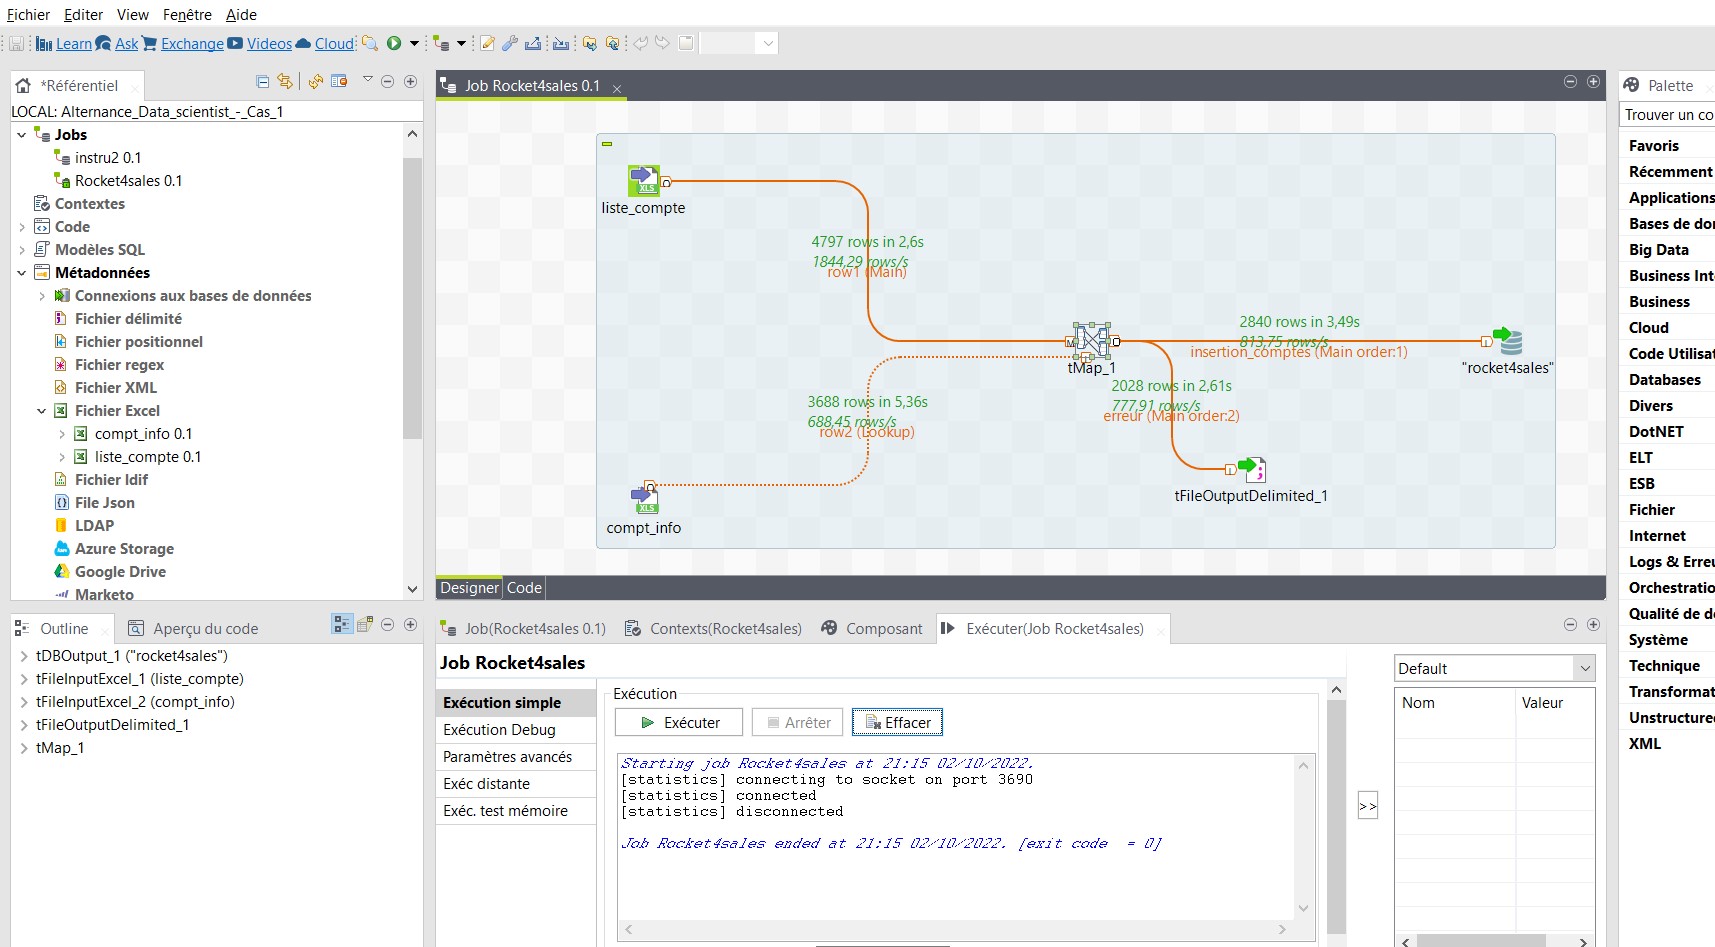 Fichier Editer View Fenêtre Aide
Learn Ask Exchange Videos Cloud
*Référentiel
LOCAL: Alternance_Data_scientist_-_Cas_1
Jobs
instru2 0.1
Rocket4sales 0.1
Contextes
Code
Modèles SQL
Métadonnées
Connexions aux bases de données
Fichier délimité
Fichier positionnel
Fichier regex
Fichier XML
Fichier Excel
compt_info 0.1
liste_compte 0.1
Fichier ldif
File Json
LDAP
Azure Storage
Google Drive
Marketo
Job Rocket4sales 0.1
XLS
liste_compte
4797 rows in 2,6s
1844,29 rows/s
row1 (Main)
tMap_1
2840 rows in 3,49s
813,75 rows/s
insertion_comptes (Main order:1)
"rocket4sales"
2028 rows in 2,61s
777,91 rows/s
erreur (Main order:2)
3688 rows in 5,36s
688,45 rows/s
row2 (Lookup)
tFileOutputDelimited_1
XLS
compt_info
Designer Code
Palette
Trouver un co
Favoris
Récemment
Applications
Bases de do
Big Data
Business Int
Business
Cloud
Code Utilisat
Databases
Divers
DotNET
ELT
ESB
Fichier
Internet
Logs & Erreu
Orchestratio
Qualité de d
Système
Technique
Transformat
Unstructure
XML
Outline Aperçu du code
tDBOutput_1 ("rocket4sales")
tFileInputExcel_1 (liste_compte)
tFileInputExcel_2 (compt_info)
tFileOutputDelimited_1
tMap_1
Job(Rocket4sales 0.1) Contexts(Rocket4sales) Composant Exécuter(Job Rocket4sales)
Job Rocket4sales
Exécution simple
Exécution Debug
Paramètres avancés
Exéc distante
Exéc. test mémoire
Exécution
Exécuter Arrêter Effacer
Starting job Rocket4sales at 21:15 02/10/2022.
[statistics] connecting to socket on port 3690
[statistics] connected
[statistics] disconnected
Job Rocket4sales ended at 21:15 02/10/2022. [exit code  = 0]
>>
Default
Nom Valeur